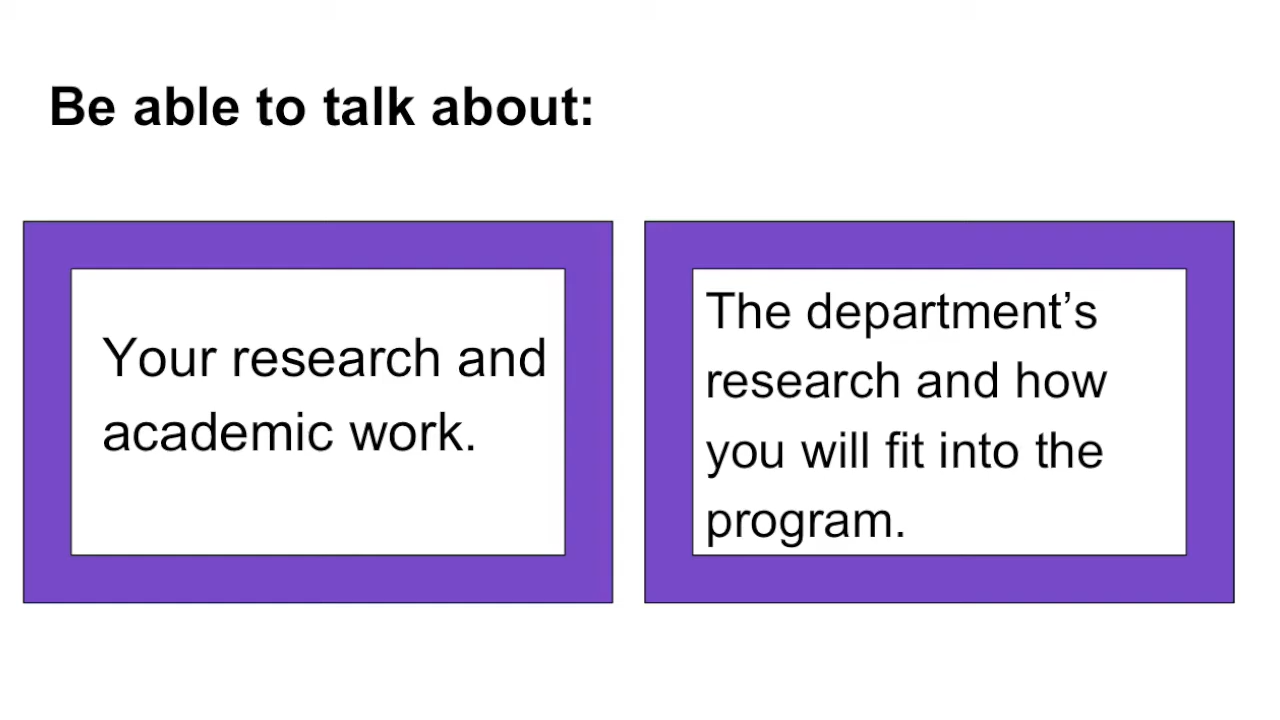 Be able to talk about:
Your research and
academic work.
The department’s
research and how
you will fit into the
program.